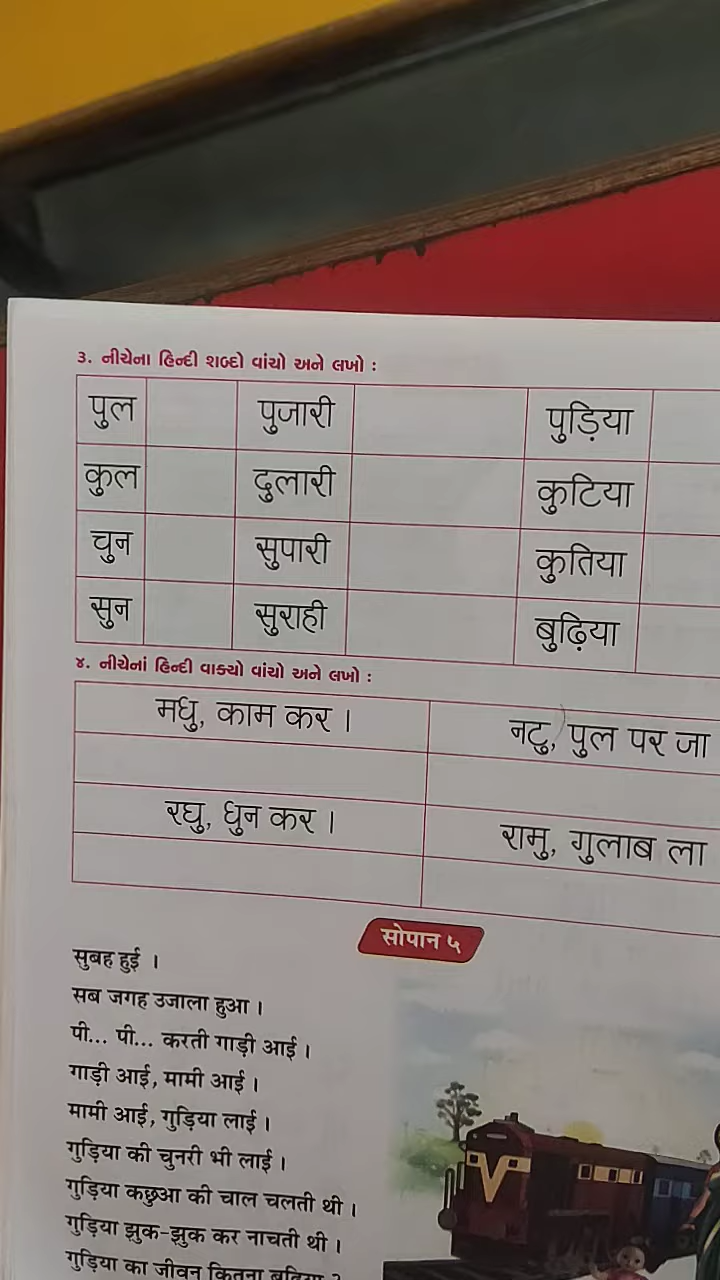 ૩. નીચેના હિન્દી શબ્દો વાંચો અને લખો :
पुल पुजारी पुड़िया
कुल दुलारी कुटिया
चुन सुपारी कुतिया
सुन सुराही बुढ़िया
૪. નીચેનાં હિન્દી વાક્યો વાંચો અને લખો :
मधु, काम कर । नटु, पुल पर जा
रघु, धुन कर । रामु, गुलाब ला
सोपान ५
सुबह हुई ।
सब जगह उजाला हुआ ।
पी... पी... करती गाड़ी आई ।
गाड़ी आई, मामी आई ।
मामी आई, गुड़िया लाई ।
गुड़िया की चुनरी भी लाई ।
गुड़िया कछुआ की चाल चलती थी ।
गुड़िया झुक-झुक कर नाचती थी ।
गुड़िया का जीवन कितना बढ़िया ?